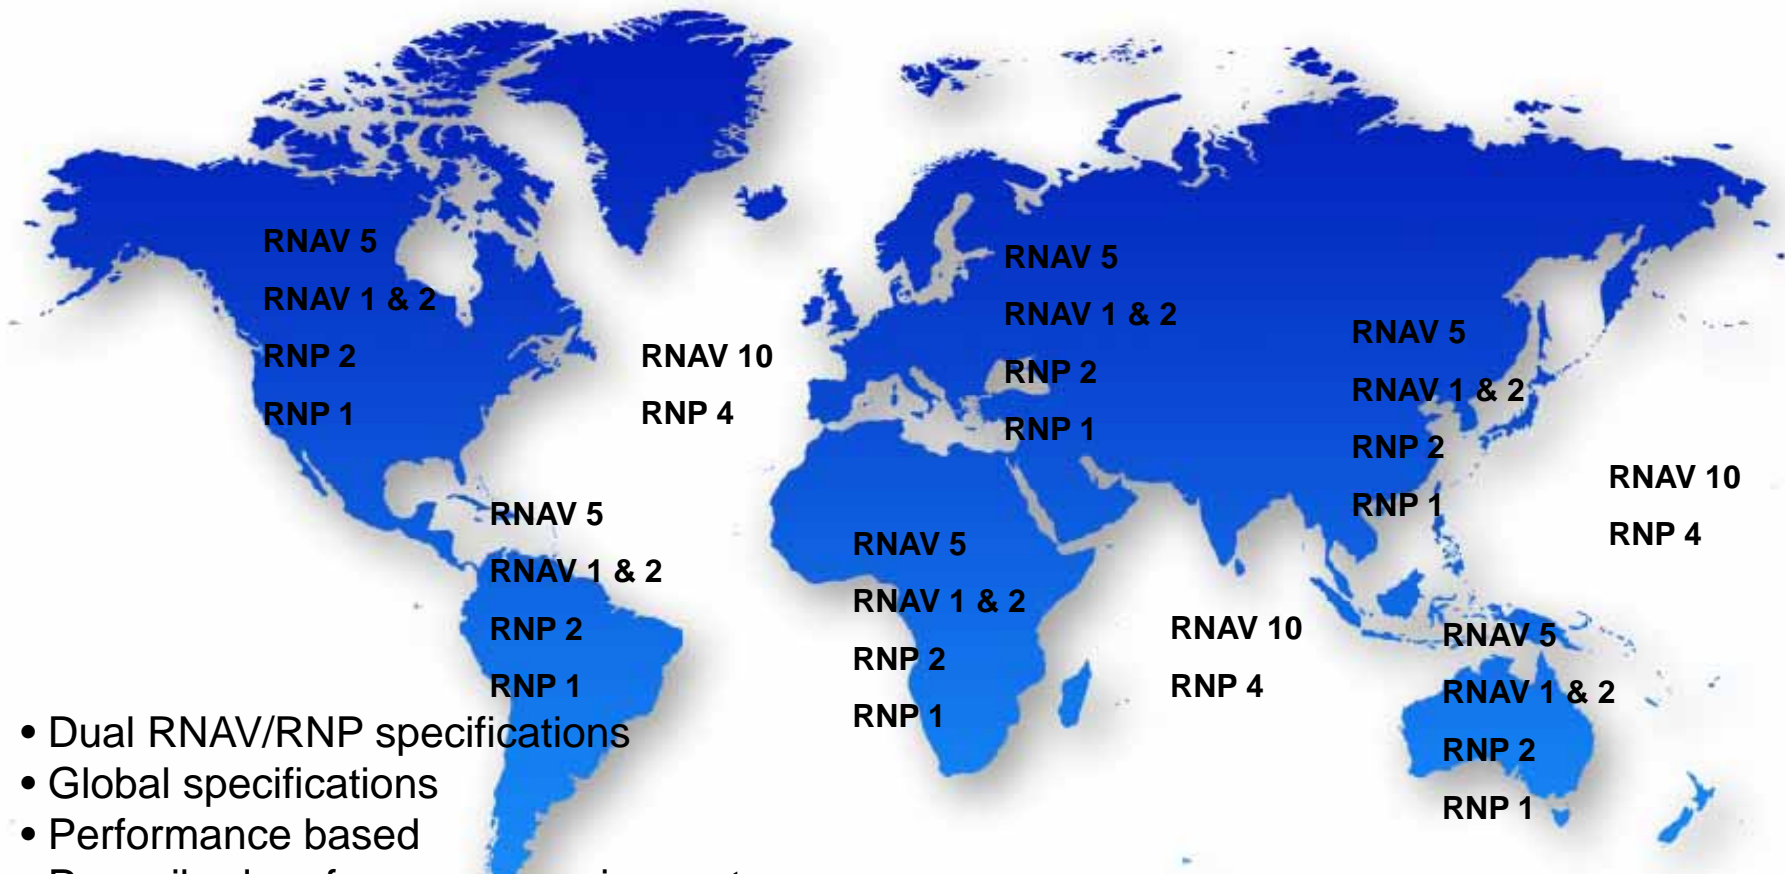 RNAV 5
RNAV 1 & 2
RNP 2
RNP 1
RNAV 10
RNP 4
RNAV 5
RNAV 1 & 2
RNP 2
RNP 1
RNAV 5
RNAV 1 & 2
RNP 2
RNP 1
RNAV 10
RNP 4
RNAV 5
RNAV 1 & 2
RNP 2
RNP 1
RNAV 5
RNAV 1 & 2
RNP 2
RNP 1
RNAV 10
RNP 4
RNAV 5
RNAV 1 & 2
RNP 2
RNP 1
• Dual RNAV/RNP specifications
• Global specifications
• Performance based